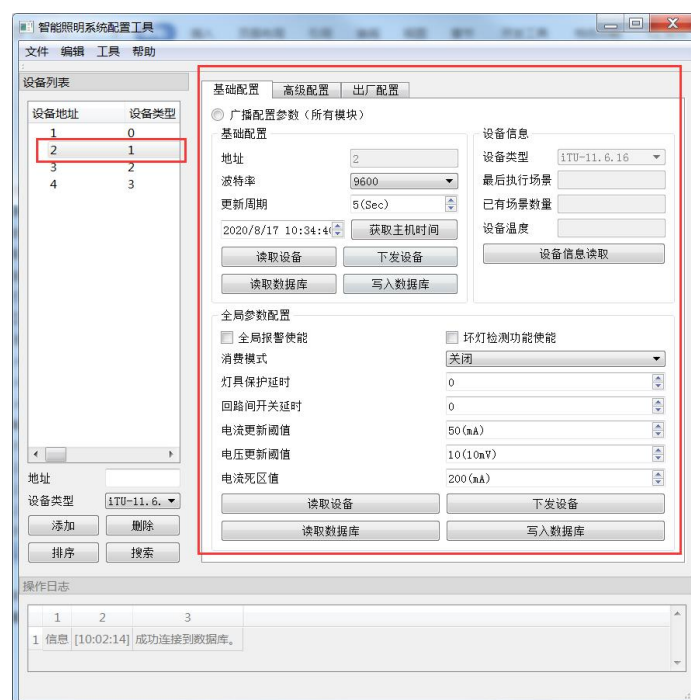 智能照明系统配置工具
文件 编辑 工具 帮助
设备列表
设备地址 设备类型
1 0
2 1
3 2
4 3
地址
设备类型 iTU-11.6.
添加 删除
排序 搜索
基础配置 高级配置 出厂配置
广播配置参数（所有模块）
基础配置
地址 2
波特率 9600
更新周期 5(Sec)
2020/8/17 10:34:4 获取主机时间
读取设备 下发设备
读取数据库 写入数据库
设备信息
设备类型 iTU-11.6.16
最后执行场景
已有场景数量
设备温度
设备信息读取
全局参数配置
全局报警使能 坏灯检测功能使能
消费模式 关闭
灯具保护延时 0
回路间开关延时 0
电流更新阈值 50(mA)
电压更新阈值 10(10mV)
电流死区值 200(mA)
读取设备 下发设备
读取数据库 写入数据库
操作日志
1 2 3
1 信息 [10:02:14] 成功连接到数据库。